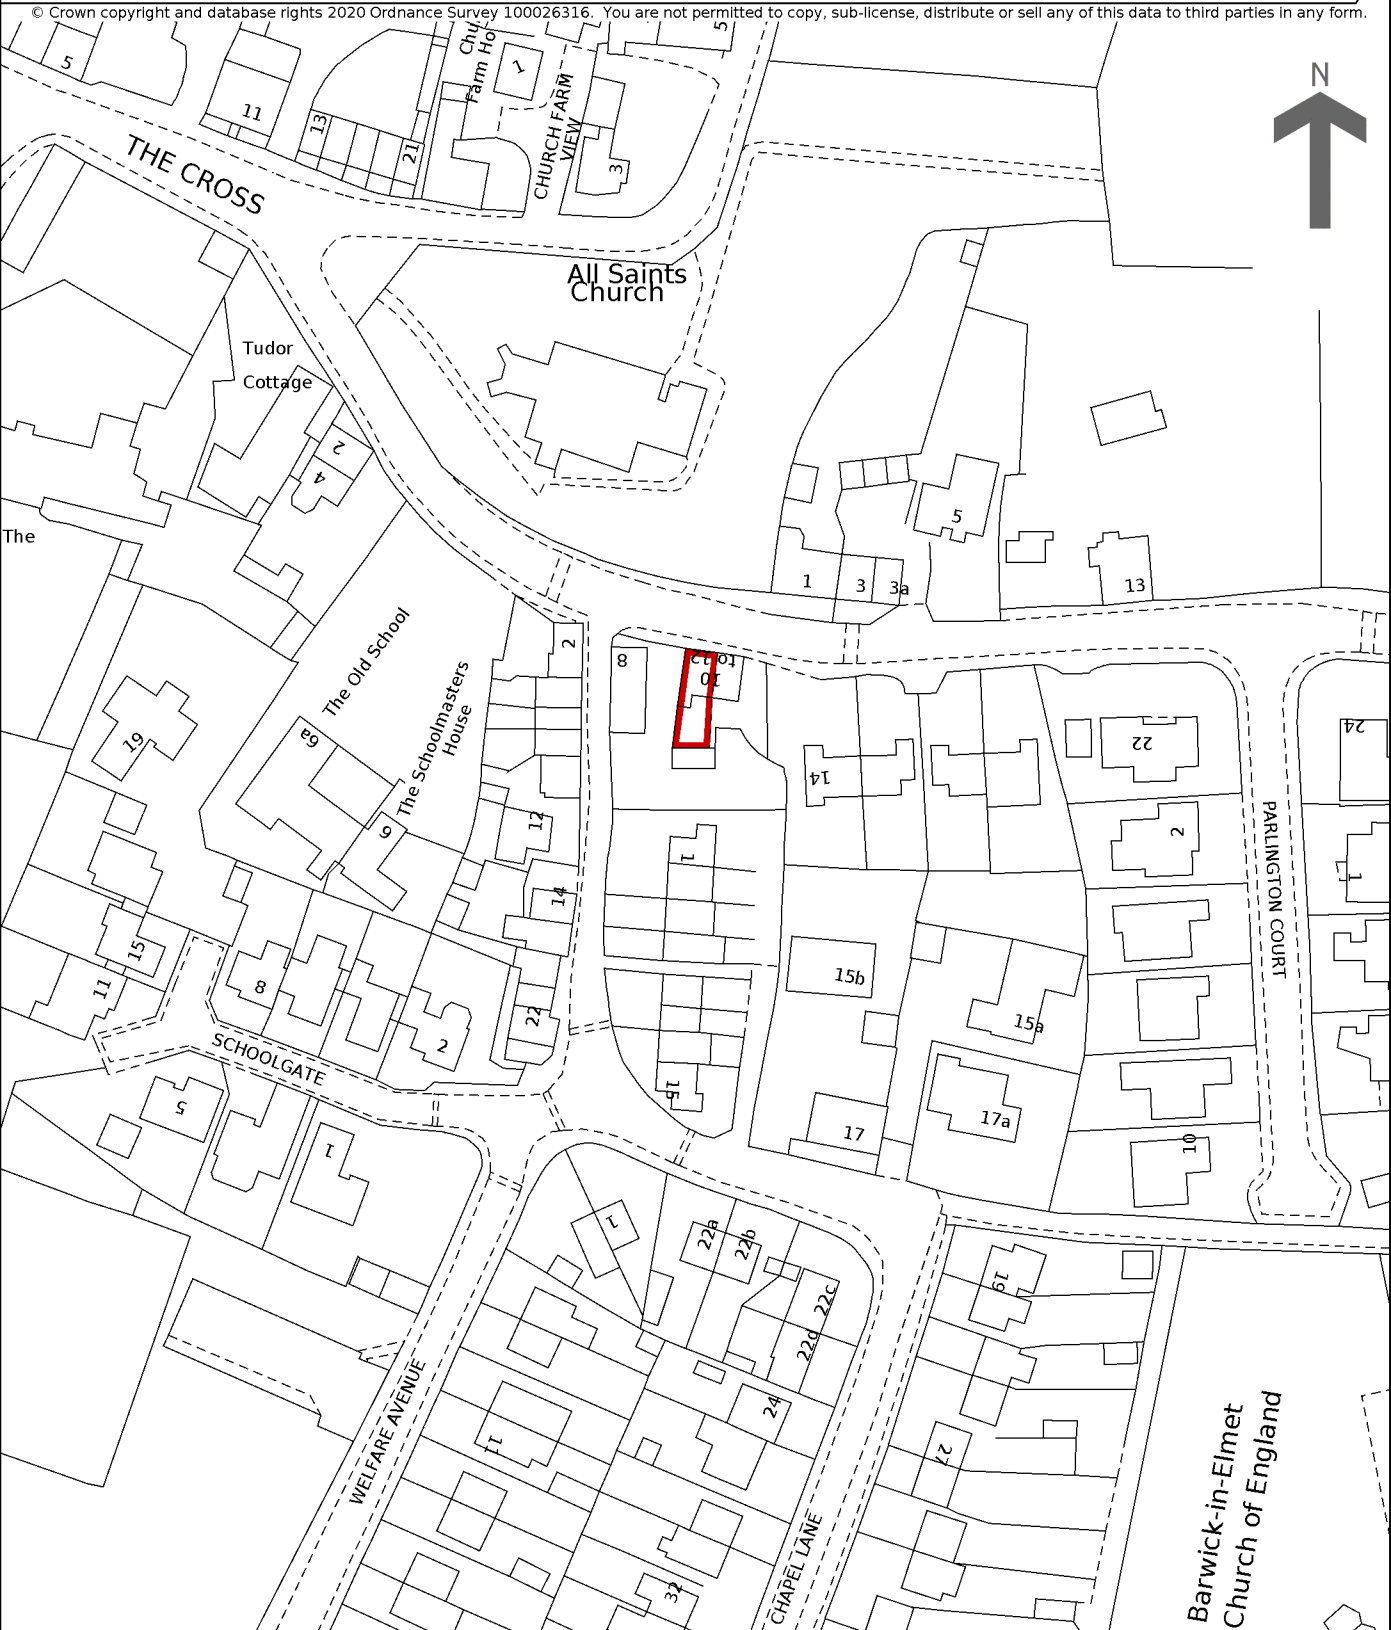 © Crown copyright and database rights 2020 Ordnance Survey 100026316. You are not permitted to copy, sub-license, distribute or sell any of this data to third parties in any form.
N
5
11
13
21
Farm Ho
1
CHURCH FARM
VIEW
3
5
THE CROSS
All Saints
Church
Tudor
Cottage
2
4
The
5
1
3
3a
13
The Old School
The Schoolmasters
House
2
8
10
to 12
19
6a
6
12
14
14
22
2
24
1
1
PARLINGTON COURT
15
11
8
2
22
15b
15a
SCHOOLGATE
5
1
15
17
17a
10
1
22a
22b
22c
22d
19
WELFARE AVENUE
11
24
27
32
CHAPEL LANE
Barwick-in-Elmet
Church of England